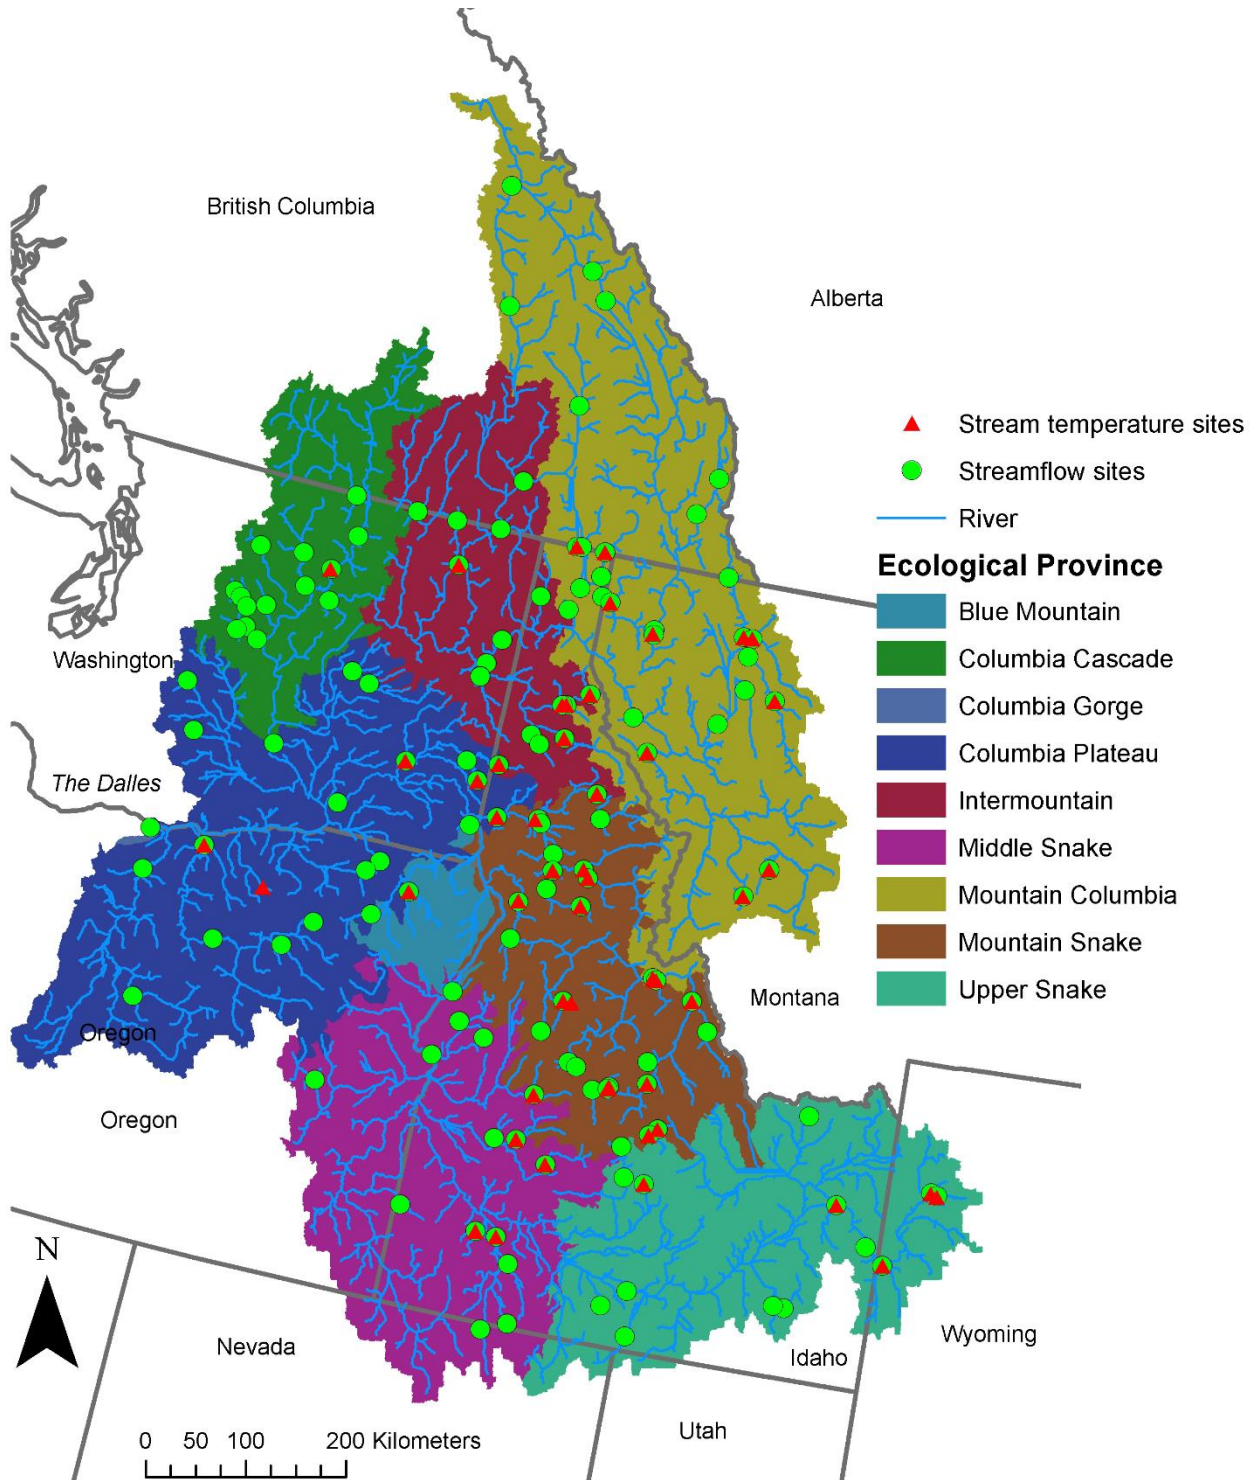 British Columbia
Alberta
Stream temperature sites
Streamflow sites
River
Ecological Province
Blue Mountain
Columbia Cascade
Columbia Gorge
Columbia Plateau
Intermountain
Middle Snake
Mountain Columbia
Mountain Snake
Upper Snake
Washington
The Dalles
Montana
Oregon
Oregon
N
Nevada
Wyoming
Idaho
Utah
0 50 100 200 Kilometers